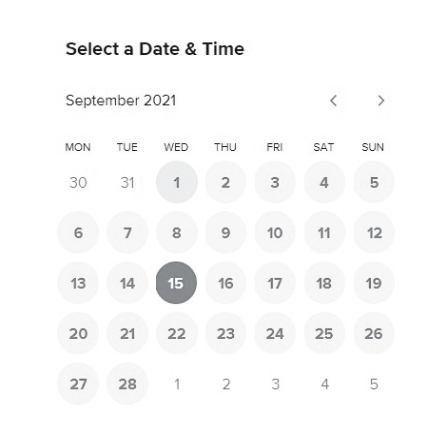 Select a Date & Time
September 2021
MON TUE WED THU FRI SAT SUN
30 31 1 2 3 4 5
6 7 8 9 10 11 12
13 14 15 16 17 18 19
20 21 22 23 24 25 26
27 28 1 2 3 4 5